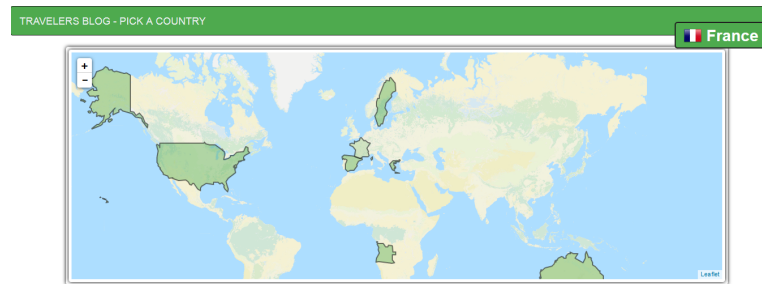 TRAVELERS BLOG - PICK A COUNTRY
France
+
-
Leaflet